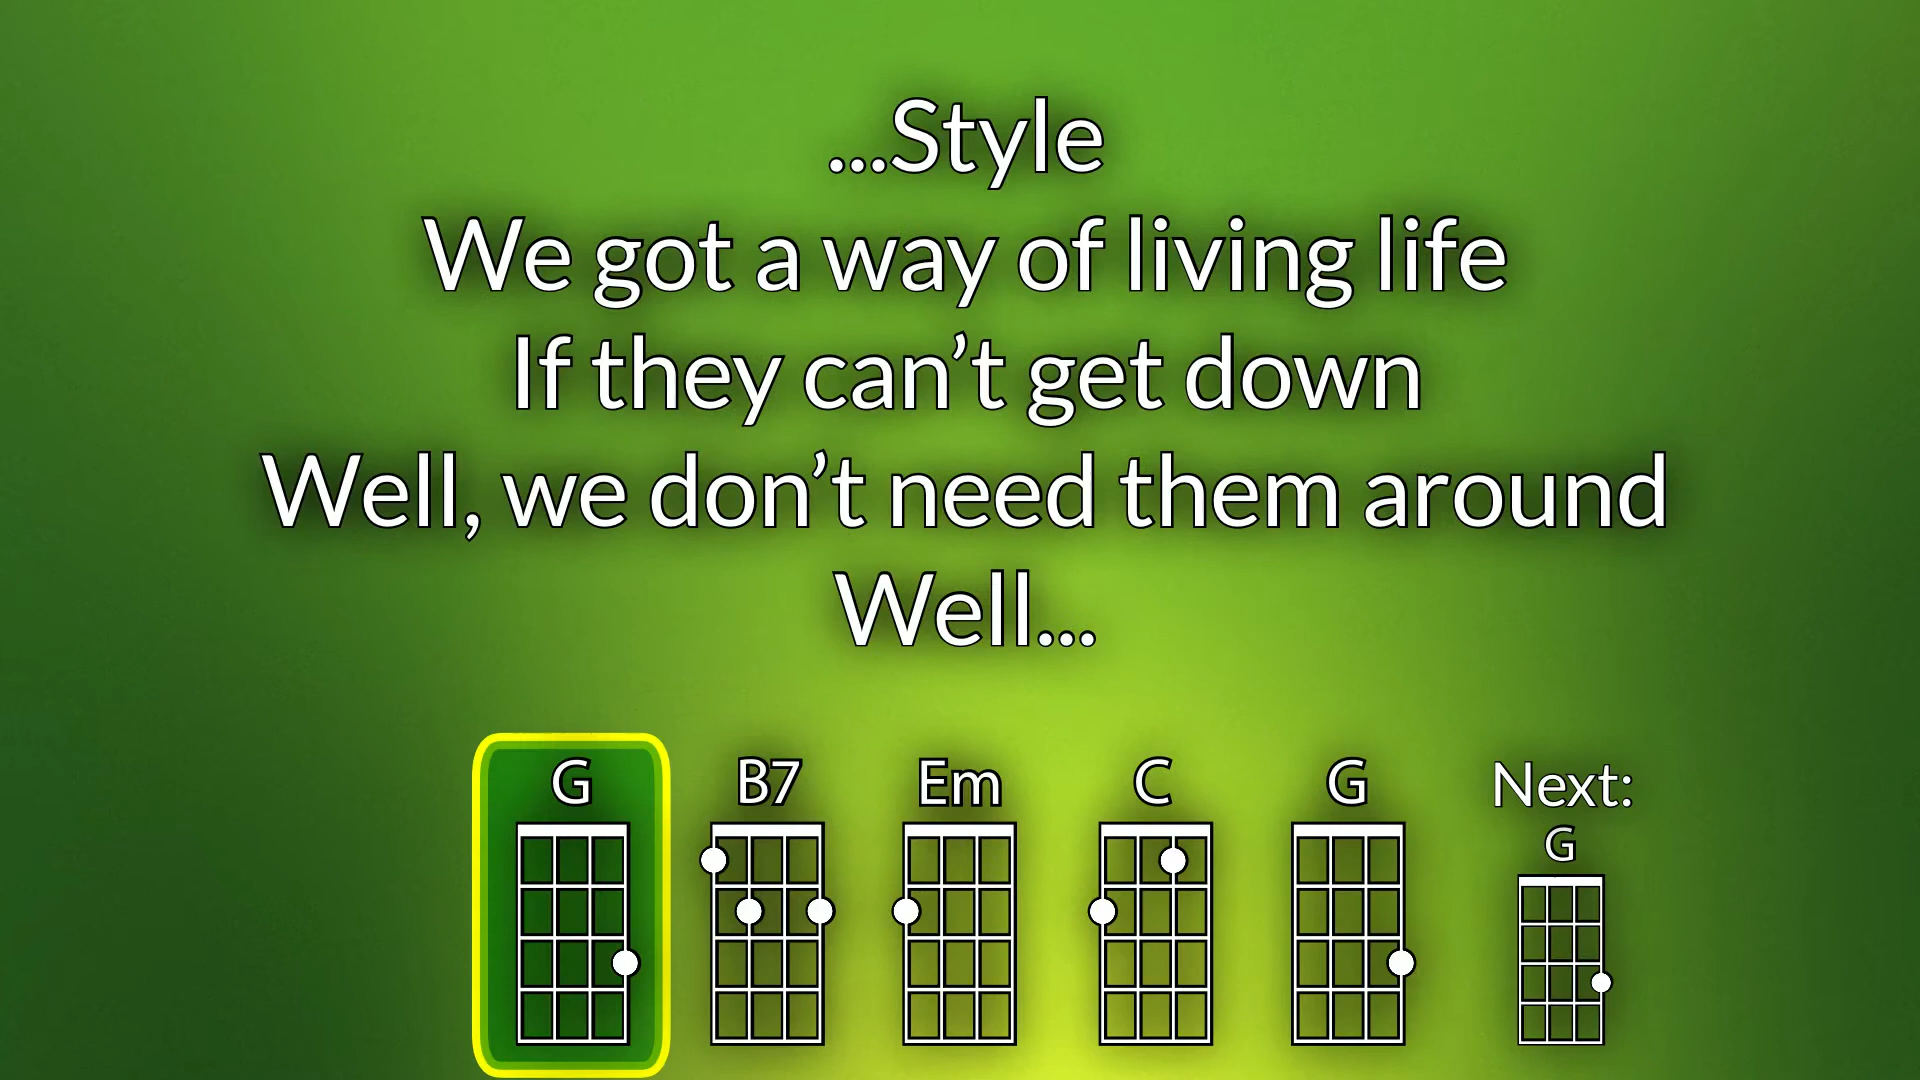 ...Style
We got a way of living life
If they can’t get down
Well, we don’t need them around
Well...
G B7 Em C G Next:
G